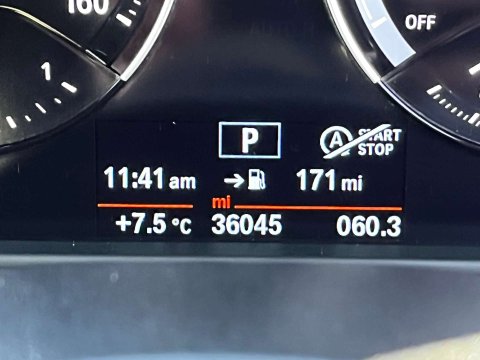 160
OFF
1
P
A START
STOP
11:41 am 171 mi
mi
+7.5 °C 36045 060.3